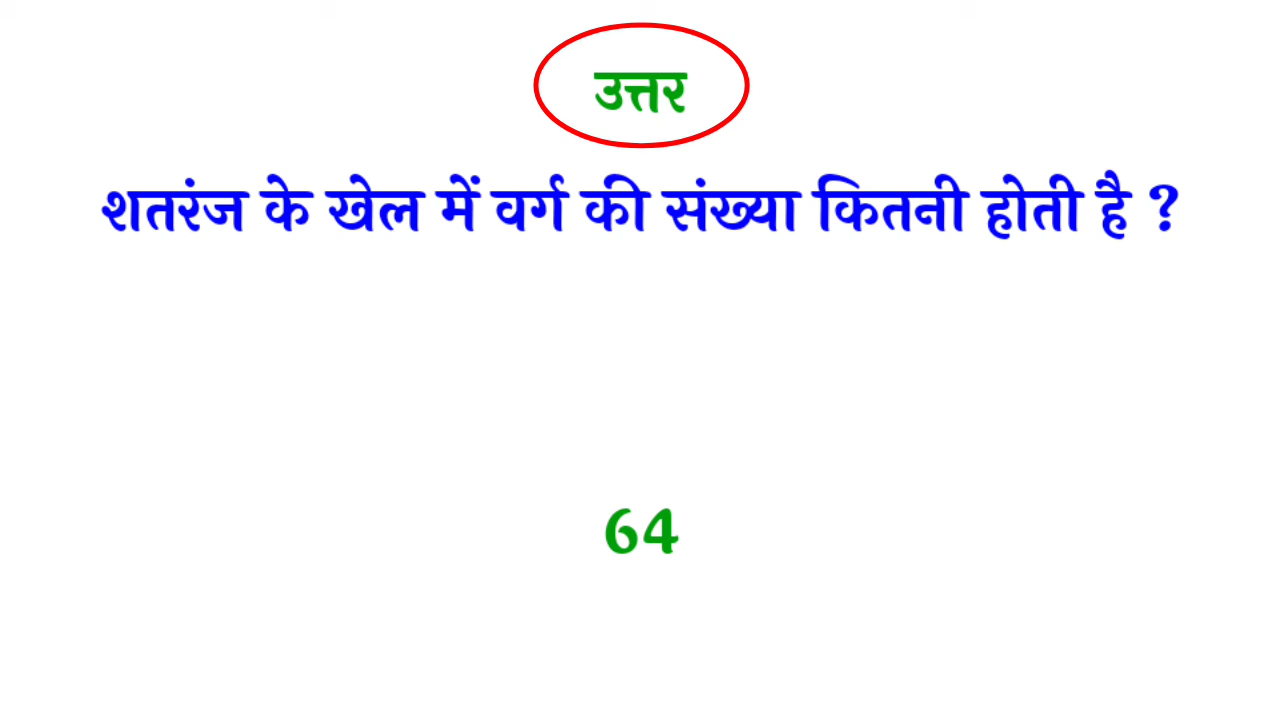 उत्तर
शतरंज के खेल में वर्ग की संख्या कितनी होती है ?
64